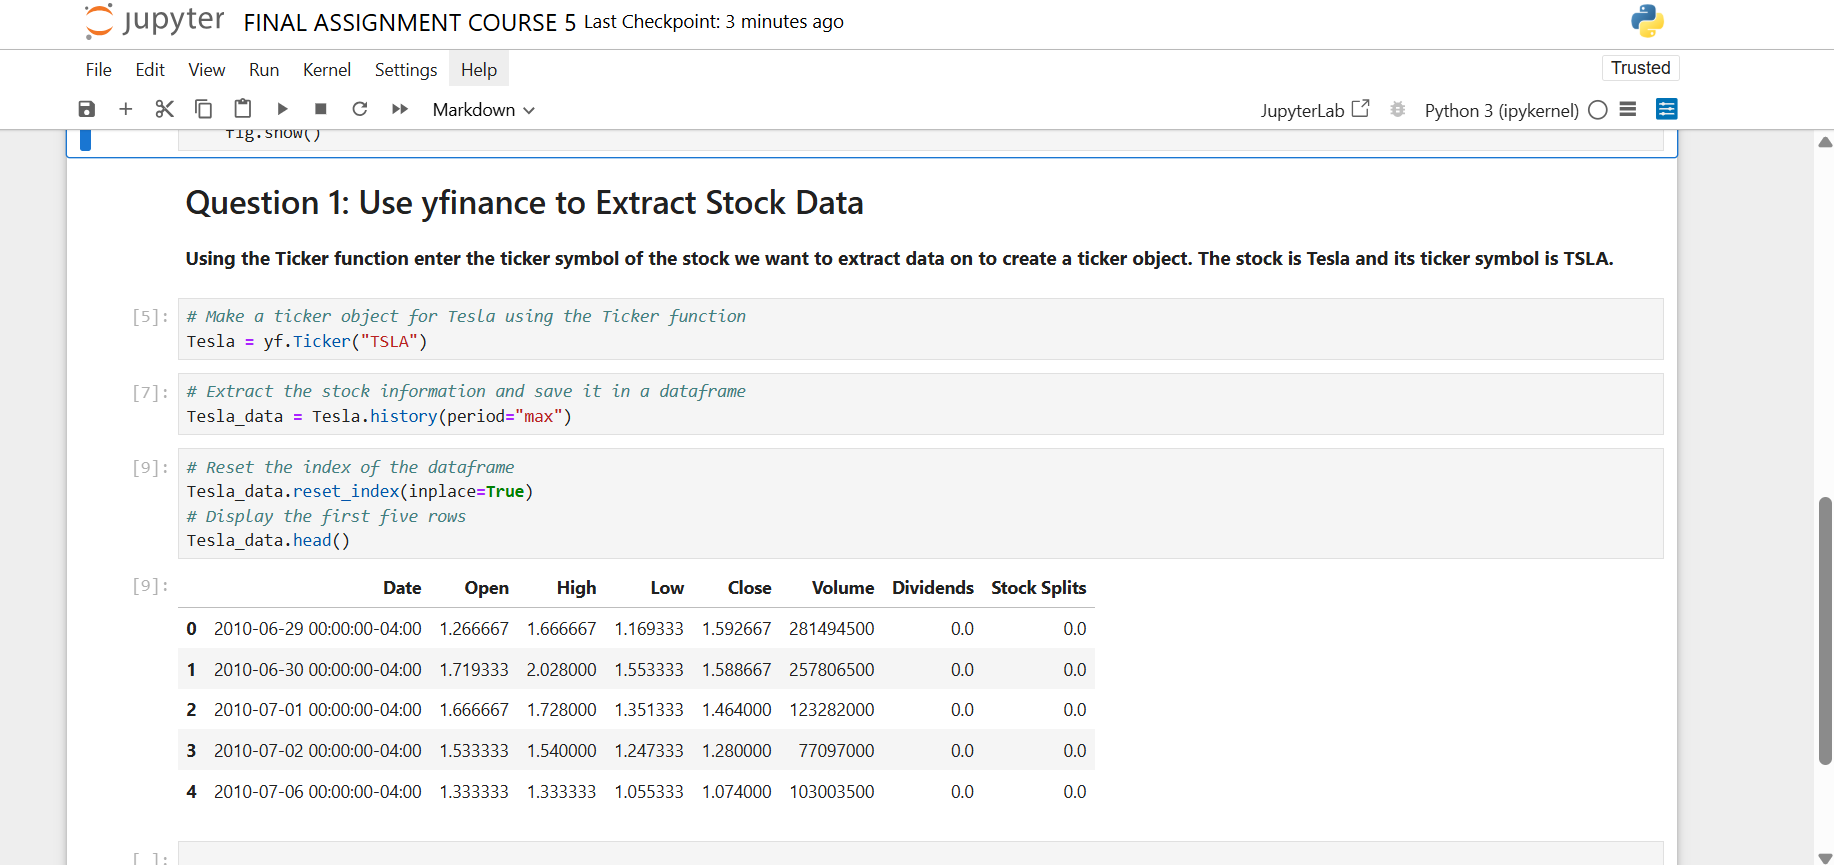 jupyter FINAL ASSIGNMENT COURSE 5 Last Checkpoint: 3 minutes ago
File Edit View Run Kernel Settings Help Trusted
Markdown JupyterLab Python 3 (ipykernel)
fig.show()
Question 1: Use yfinance to Extract Stock Data
Using the Ticker function enter the ticker symbol of the stock we want to extract data on to create a ticker object. The stock is Tesla and its ticker symbol is TSLA.
[5]: # Make a ticker object for Tesla using the Ticker function
Tesla = yf.Ticker("TSLA")
[7]: # Extract the stock information and save it in a dataframe
Tesla_data = Tesla.history(period="max")
[9]: # Reset the index of the dataframe
Tesla_data.reset_index(inplace=True)
# Display the first five rows
Tesla_data.head()
[9]: Date Open High Low Close Volume Dividends Stock Splits
0 2010-06-29 00:00:00-04:00 1.266667 1.666667 1.169333 1.592667 281494500 0.0 0.0
1 2010-06-30 00:00:00-04:00 1.719333 2.028000 1.553333 1.588667 257806500 0.0 0.0
2 2010-07-01 00:00:00-04:00 1.666667 1.728000 1.351333 1.464000 123282000 0.0 0.0
3 2010-07-02 00:00:00-04:00 1.533333 1.540000 1.247333 1.280000 77097000 0.0 0.0
4 2010-07-06 00:00:00-04:00 1.333333 1.333333 1.055333 1.074000 103003500 0.0 0.0
[ ]: